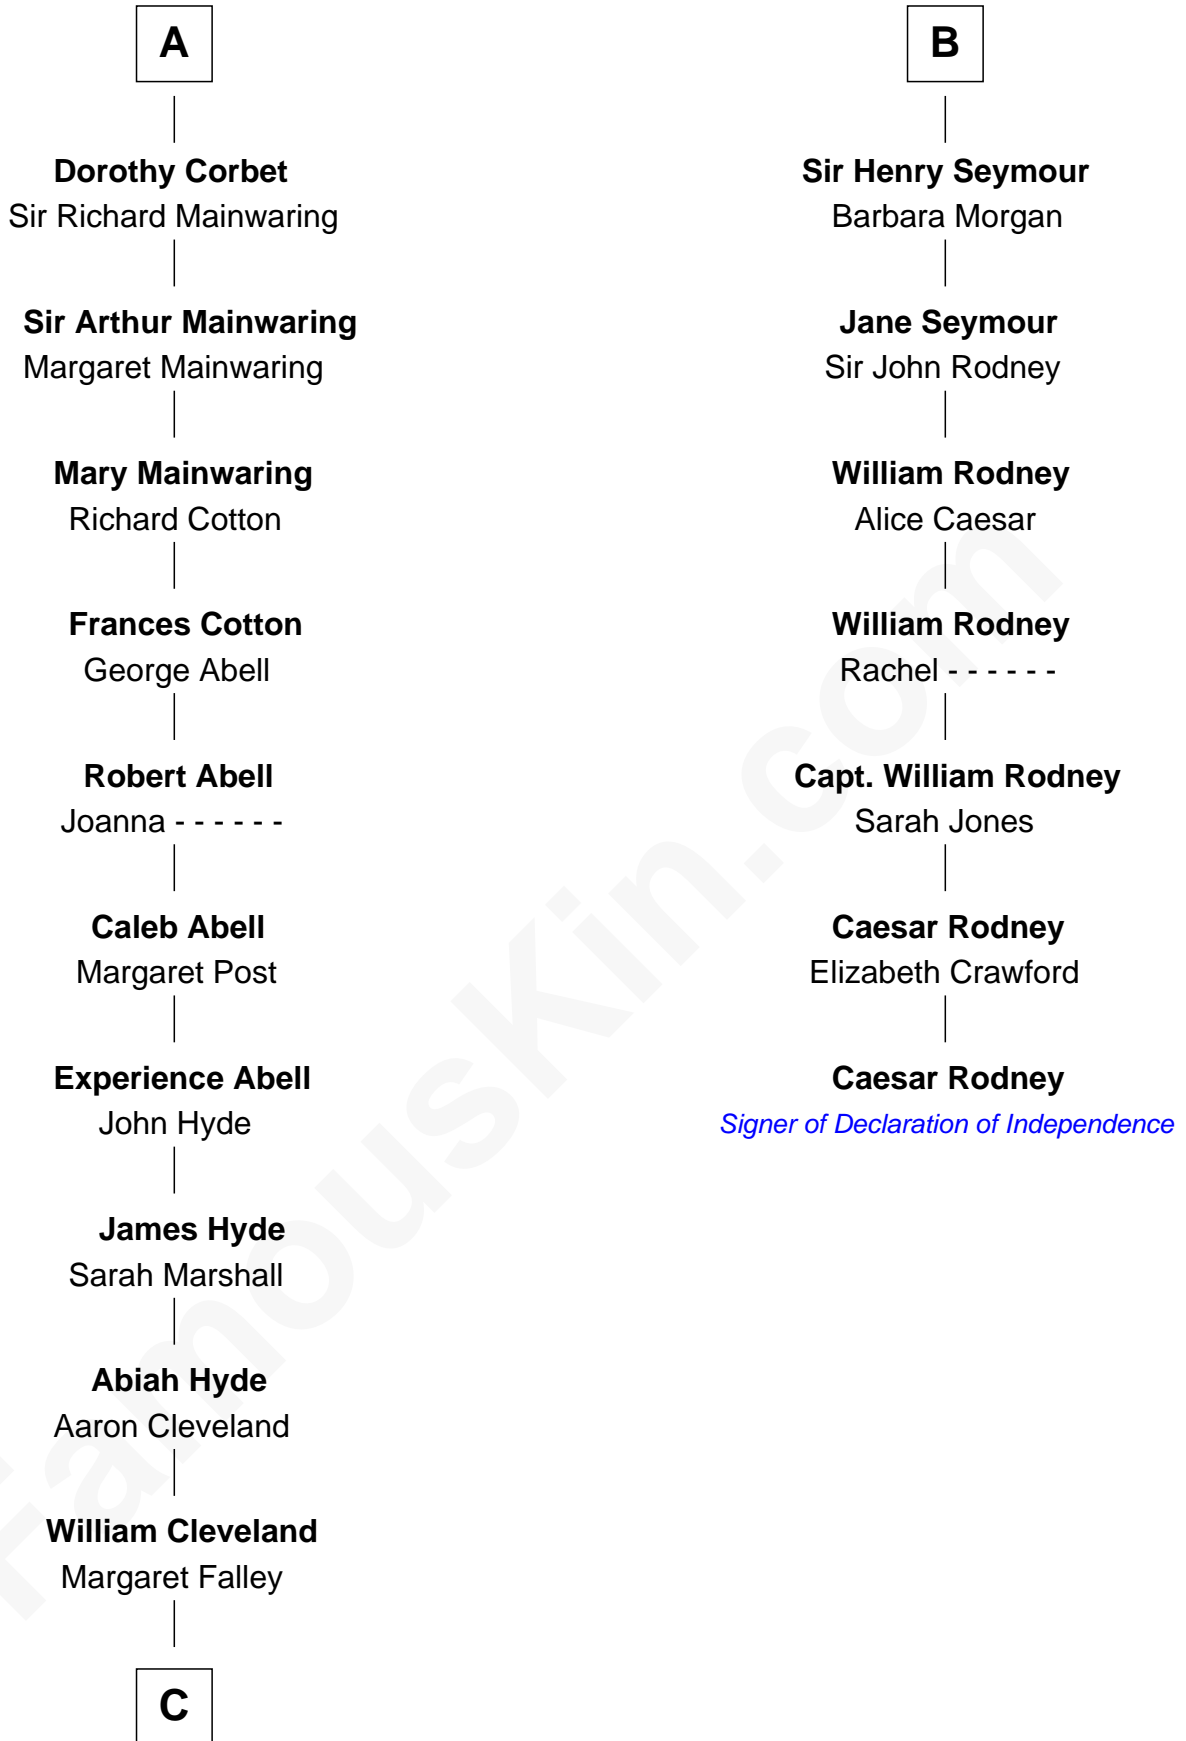 A
Dorothy Corbet
Sir Richard Mainwaring
Sir Arthur Mainwaring
Margaret Mainwaring
Mary Mainwaring
Richard Cotton
Frances Cotton
George Abell
Robert Abell
Joanna - - - - - -
Caleb Abell
Margaret Post
Experience Abell
John Hyde
James Hyde
Sarah Marshall
Abiah Hyde
Aaron Cleveland
William Cleveland
Margaret Falley
C
B
Sir Henry Seymour
Barbara Morgan
Jane Seymour
Sir John Rodney
William Rodney
Alice Caesar
William Rodney
Rachel - - - - - -
Capt. William Rodney
Sarah Jones
Caesar Rodney
Elizabeth Crawford
Caesar Rodney
Signer of Declaration of Independence
FamousKin.com